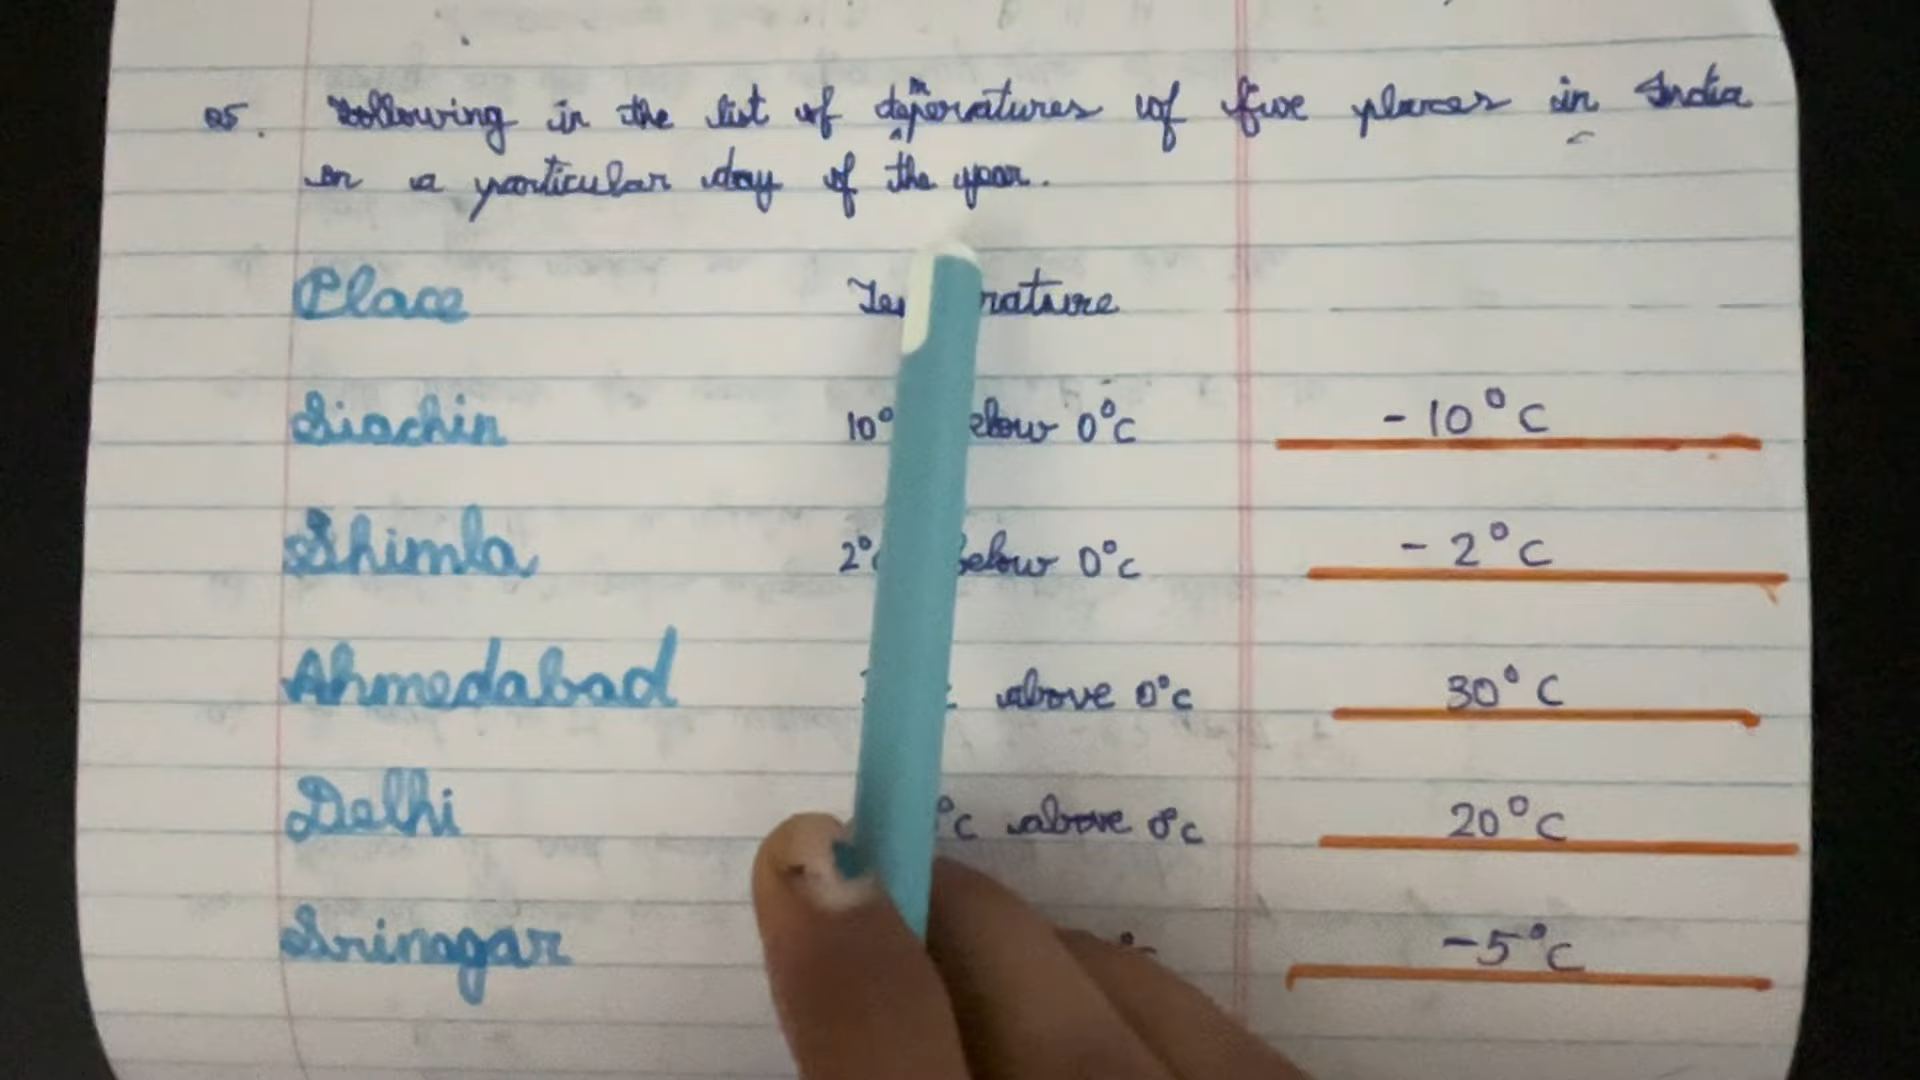 Q5. Following in the list of temperatures of five places in India
on a particular day of the year.
Place
Siachin 10° below 0°C -10°C
Shimla 2° below 0°C -2°C
Ahmedabad above 0°C 30°C
Delhi °C above 0°C 20°C
Srinagar -5°C